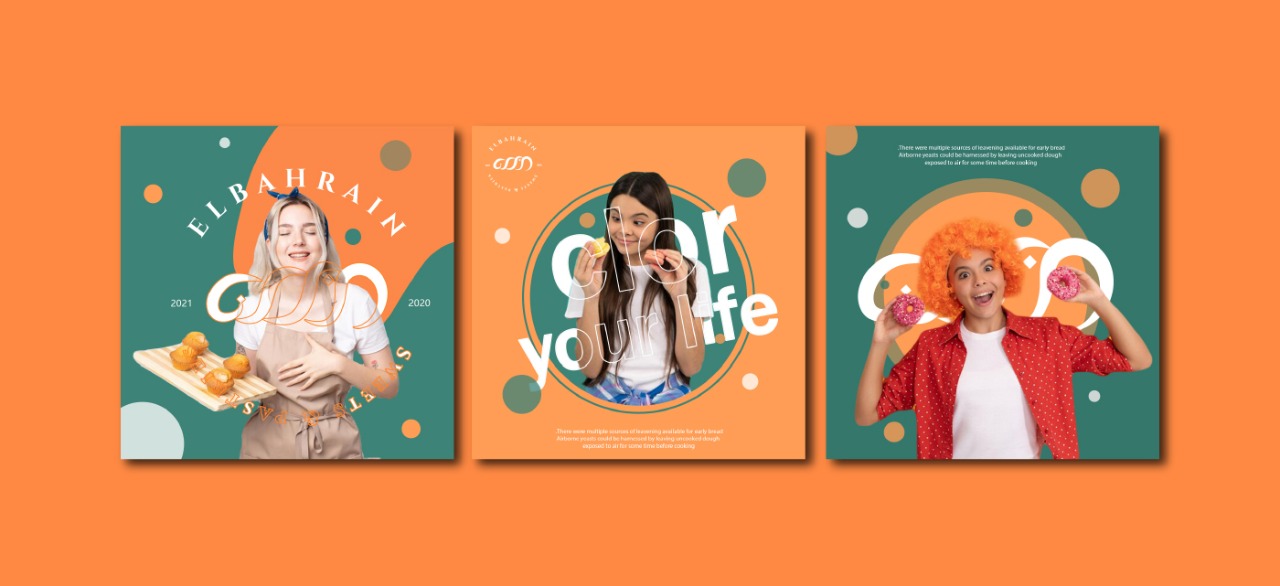 ELBAHRAIN
2021
2020
ELBAHRAIN
color
your life
.There were multiple sources of leavening available for early bread
Airborne yeasts could be harnessed by leaving uncooked dough
exposed to air for some time before cooking
.There were multiple sources of leavening available for early bread
Airborne yeasts could be harnessed by leaving uncooked dough
exposed to air for some time before cooking